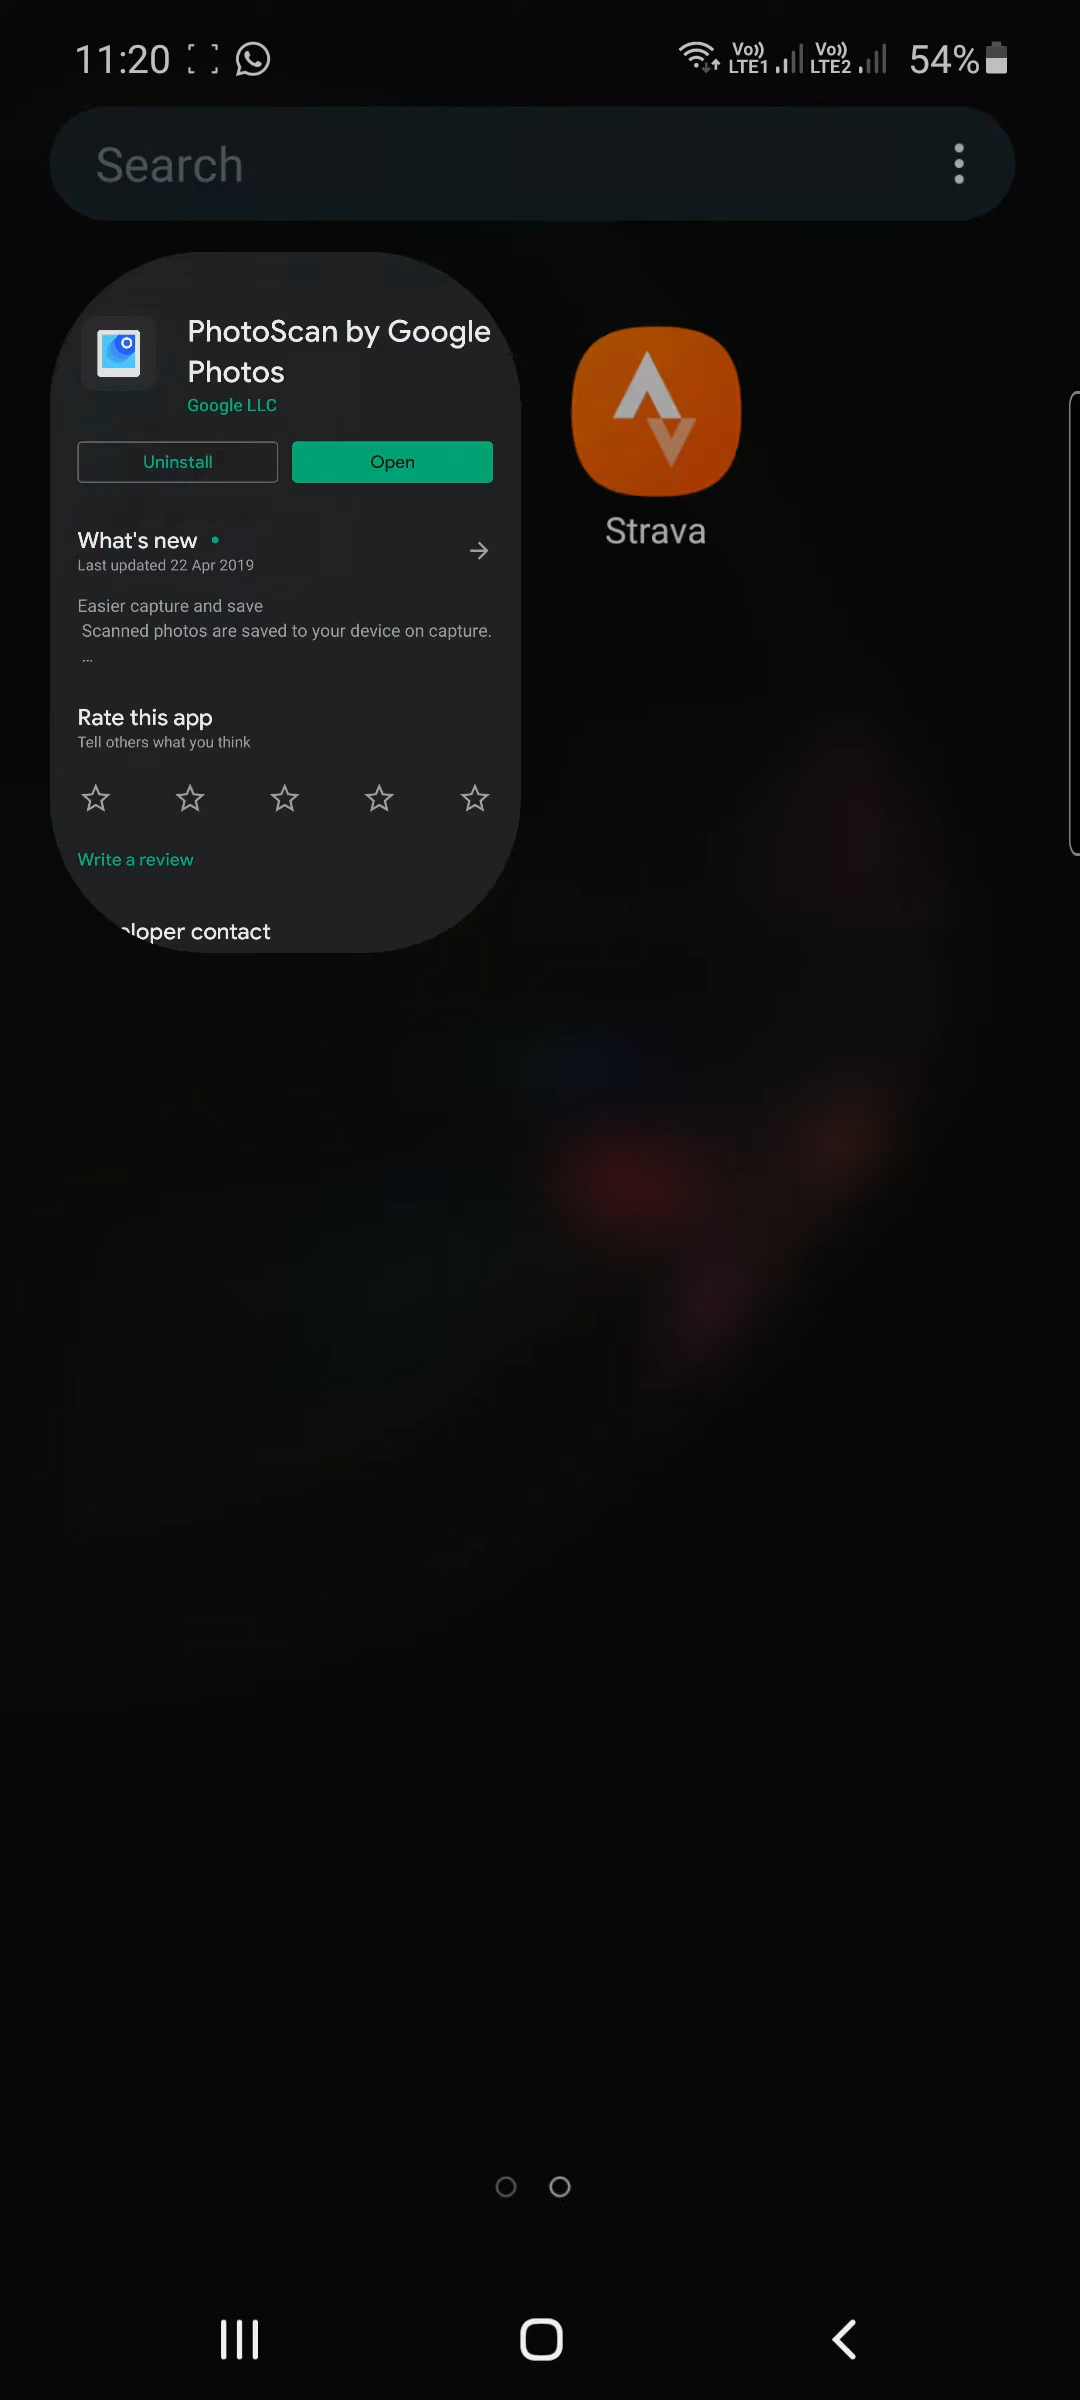 11:20
Vo)) LTE1
Vo)) LTE2
54%
Search
PhotoScan by Google
Photos
Google LLC
Uninstall
Open
What's new
Last updated 22 Apr 2019
Easier capture and save
Scanned photos are saved to your device on capture.
...
Rate this app
Tell others what you think
Write a review
loper contact
Strava